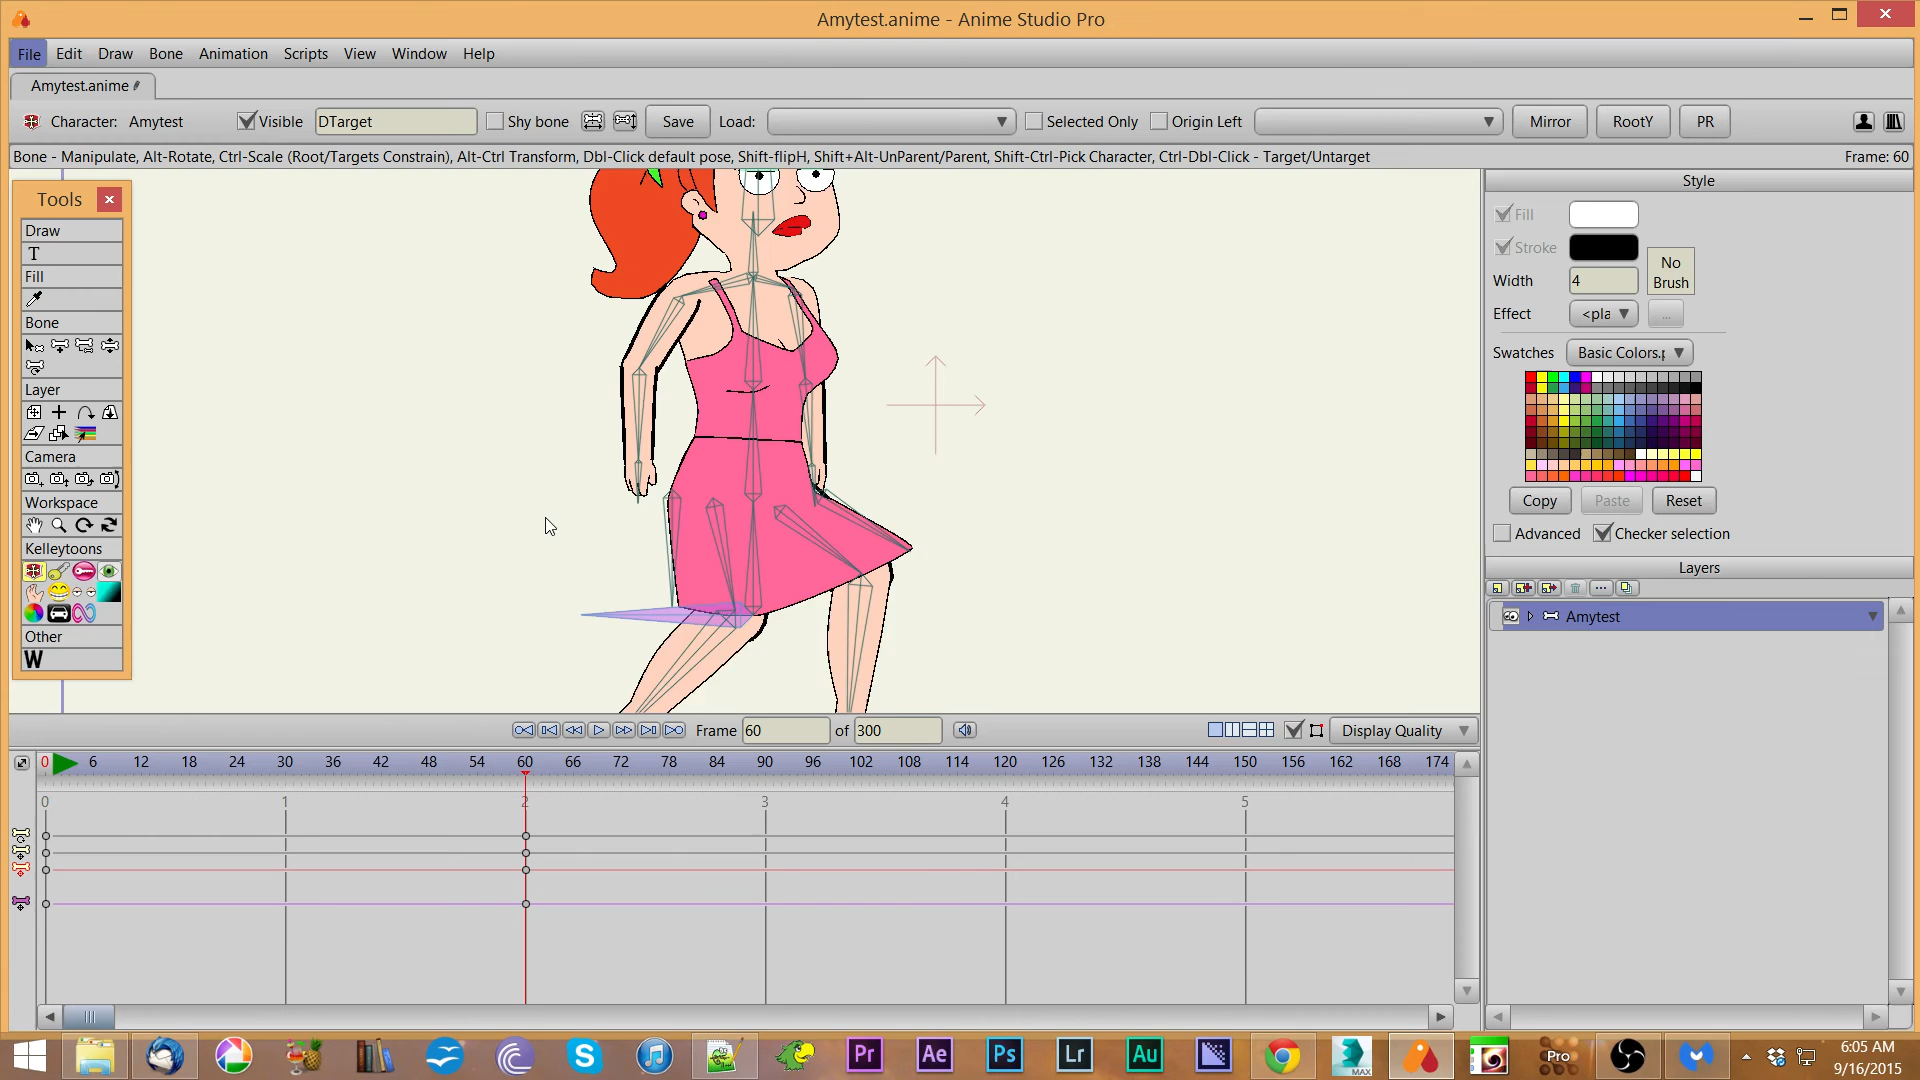 Amytest.anime - Anime Studio Pro
File Edit Draw Bone Animation Scripts View Window Help
Amytest.anime
Character: Amytest Visible DTarget Shy bone Save Load: Selected Only Origin Left Mirror RootY PR
Bone - Manipulate, Alt-Rotate, Ctrl-Scale (Root/Targets Constrain), Alt-Ctrl Transform, Dbl-Click default pose, Shift-flipH, Shift+Alt-UnParent/Parent, Shift-Ctrl-Pick Character, Ctrl-Dbl-Click - Target/Untarget Frame: 60
Tools
Draw
T
Fill
Bone
Layer
Camera
Workspace
Kelleytoons
Other
W
Style
Fill
Stroke
Width 4
No
Brush
Effect <pla ...
Swatches Basic Colors.p
Copy Paste Reset
Advanced Checker selection
Layers
Amytest
Frame 60 of 300 Display Quality
0 6 12 18 24 30 36 42 48 54 60 66 72 78 84 90 96 102 108 114 120 126 132 138 144 150 156 162 168 174
0 1 2 3 4 5
Pr Ae Ps Lr Au MAX Pro
6:05 AM
9/16/2015